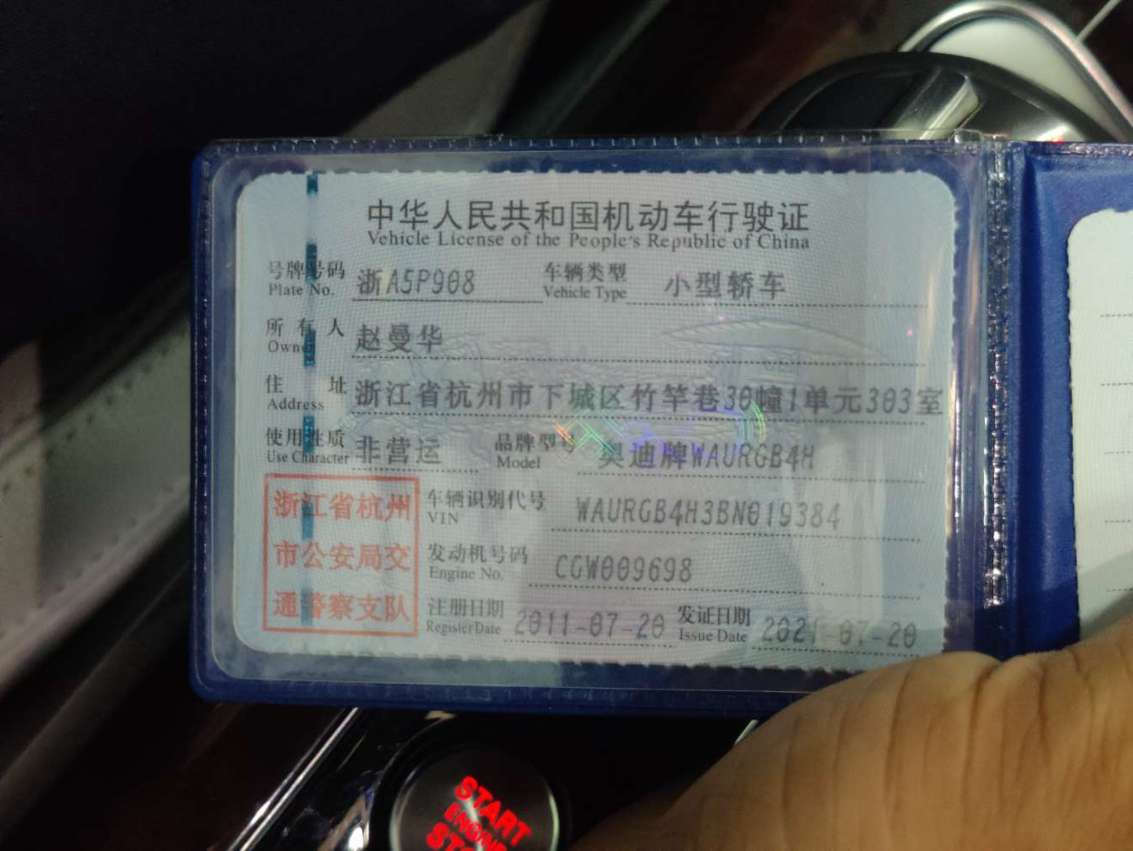 中华人民共和国机动车行驶证
Vehicle License of the People's Republic of China
号牌号码 浙A5P908 车辆类型 小型轿车
Plate No. Vehicle Type
所有人 赵曼华
Owner
住址 浙江省杭州市下城区竹竿巷30幢1单元303室
Address
使用性质 非营运 品牌型号 奥迪牌WAURGB4H
Use Character Model
浙江省杭州
市公安局交
通警察支队
车辆识别代号 WAURGB4H3BN019384
VIN
发动机号码 CGW009698
Engine No.
注册日期 2011-07-20 发证日期 2021-07-20
Register Date Issue Date
START
ENGINE
STO